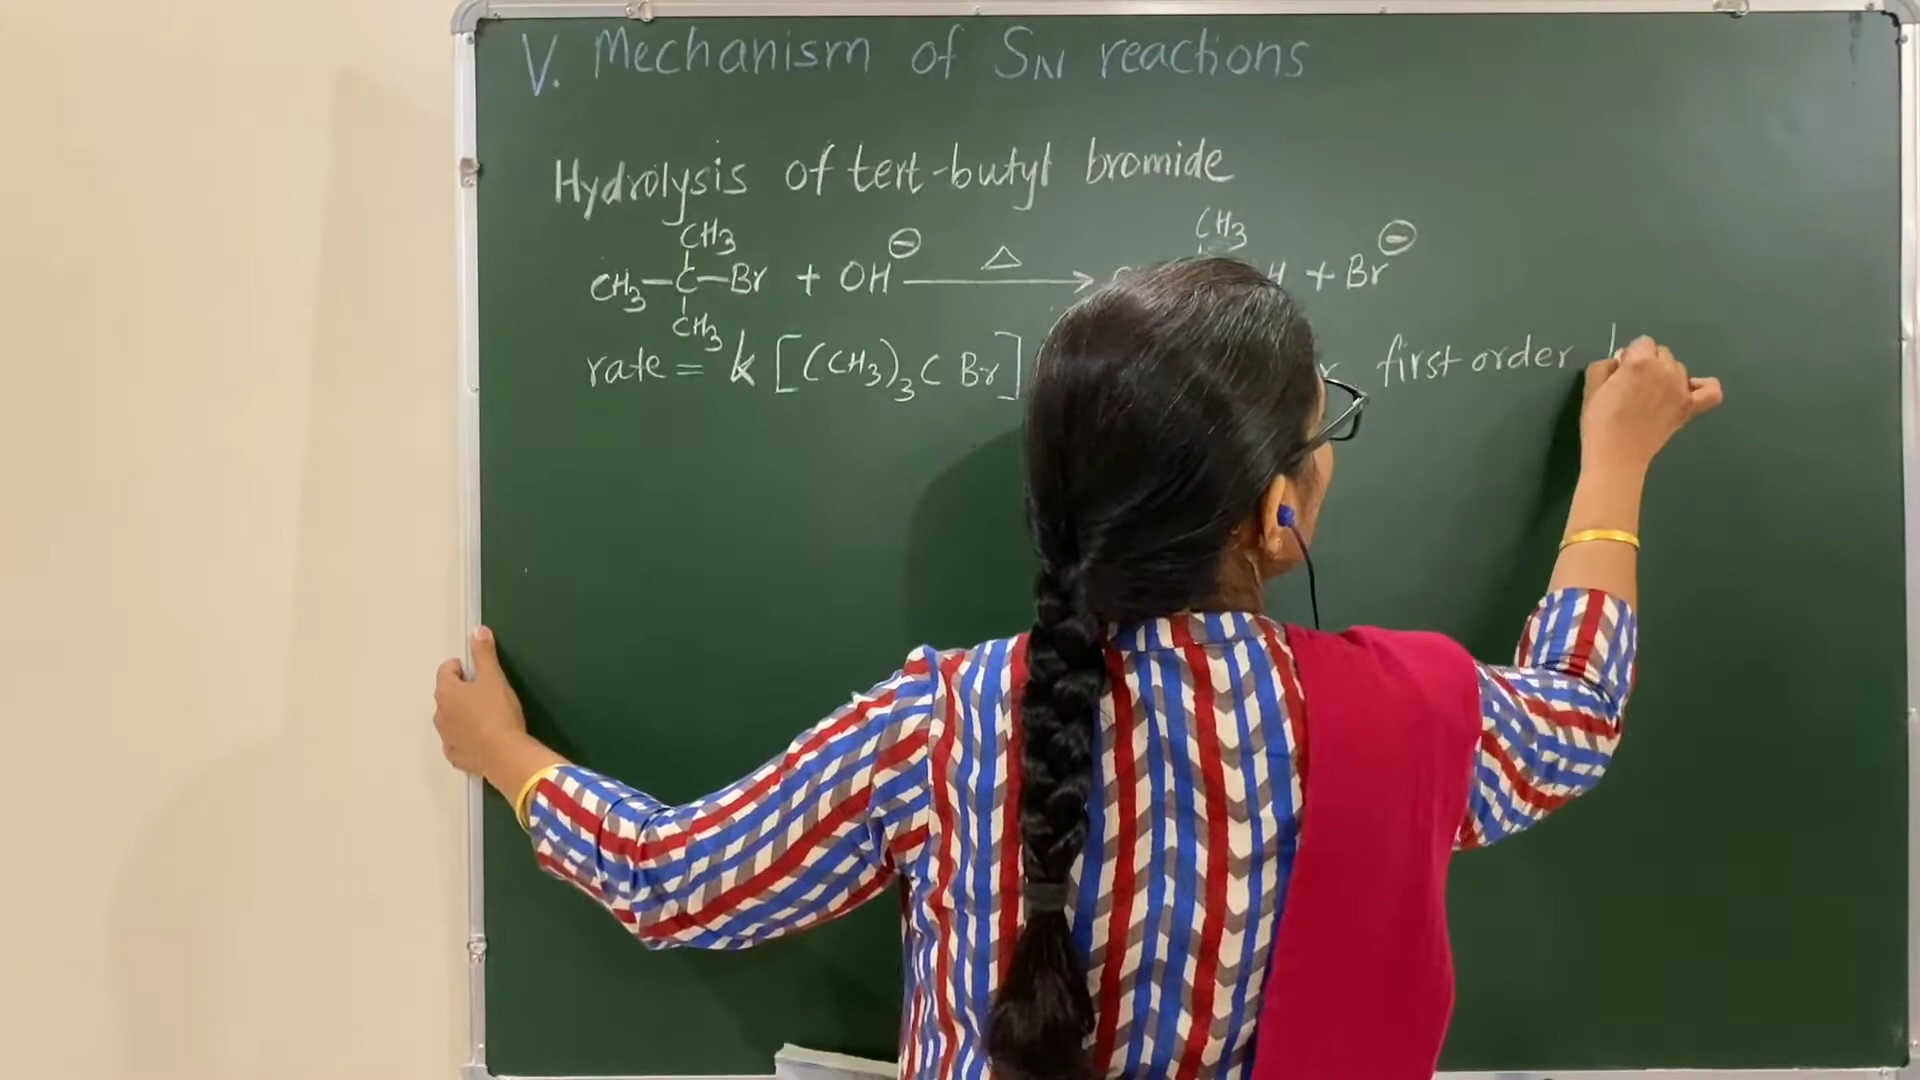 V. Mechanism of SN reactions
Hydrolysis of tert-butyl bromide
CH3 CH3
CH3-C-Br + OH⊖ △→ H + Br⊖
CH3
rate = k [(CH3)3C Br] first order